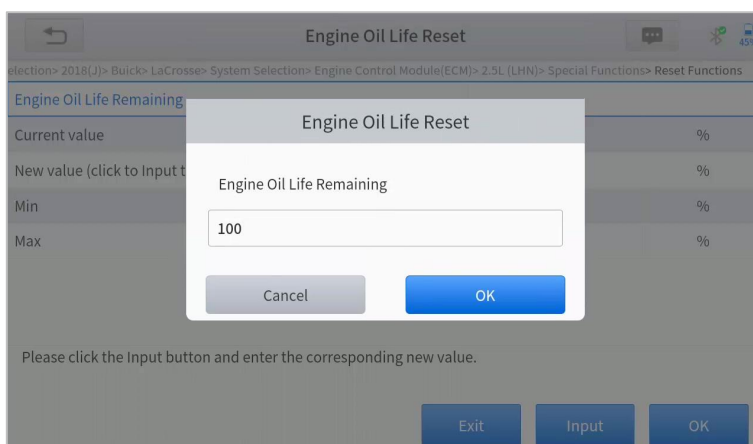 Engine Oil Life Reset
45%
election> 2018(J)> Buick> LaCrosse> System Selection> Engine Control Module(ECM)> 2.5L (LHN)> Special Functions> Reset Functions
Engine Oil Life Remaining
Current value %
New value (click to Input t %
Min %
Max %
Engine Oil Life Reset
Engine Oil Life Remaining
100
Cancel OK
Please click the Input button and enter the corresponding new value.
Exit Input OK